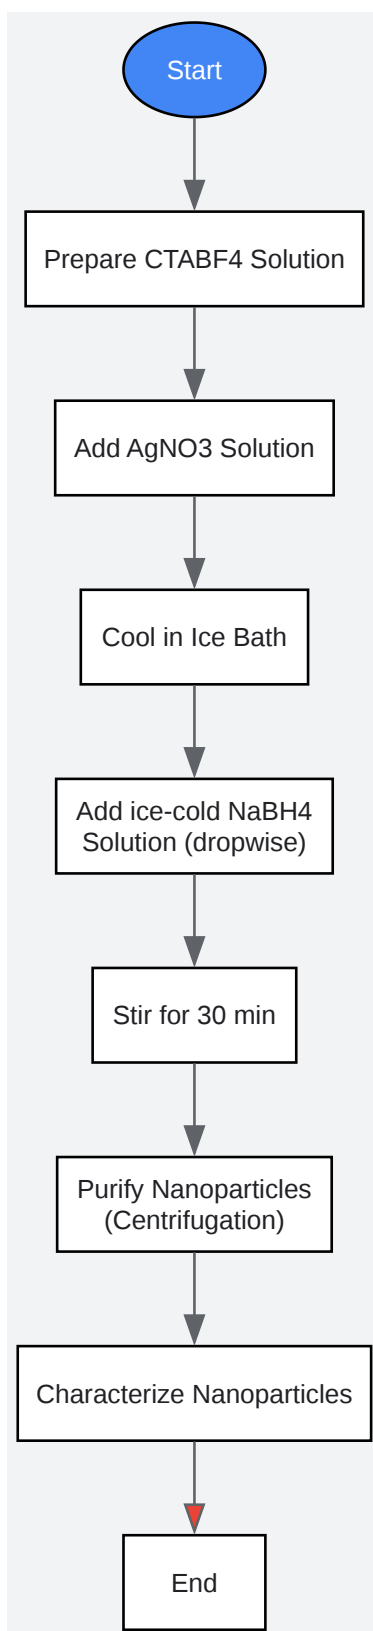 Start
Prepare CTABF4 Solution
Add AgNO3 Solution
Cool in Ice Bath
Add ice-cold NaBH4
Solution (dropwise)
Stir for 30 min
Purify Nanoparticles
(Centrifugation)
Characterize Nanoparticles
End